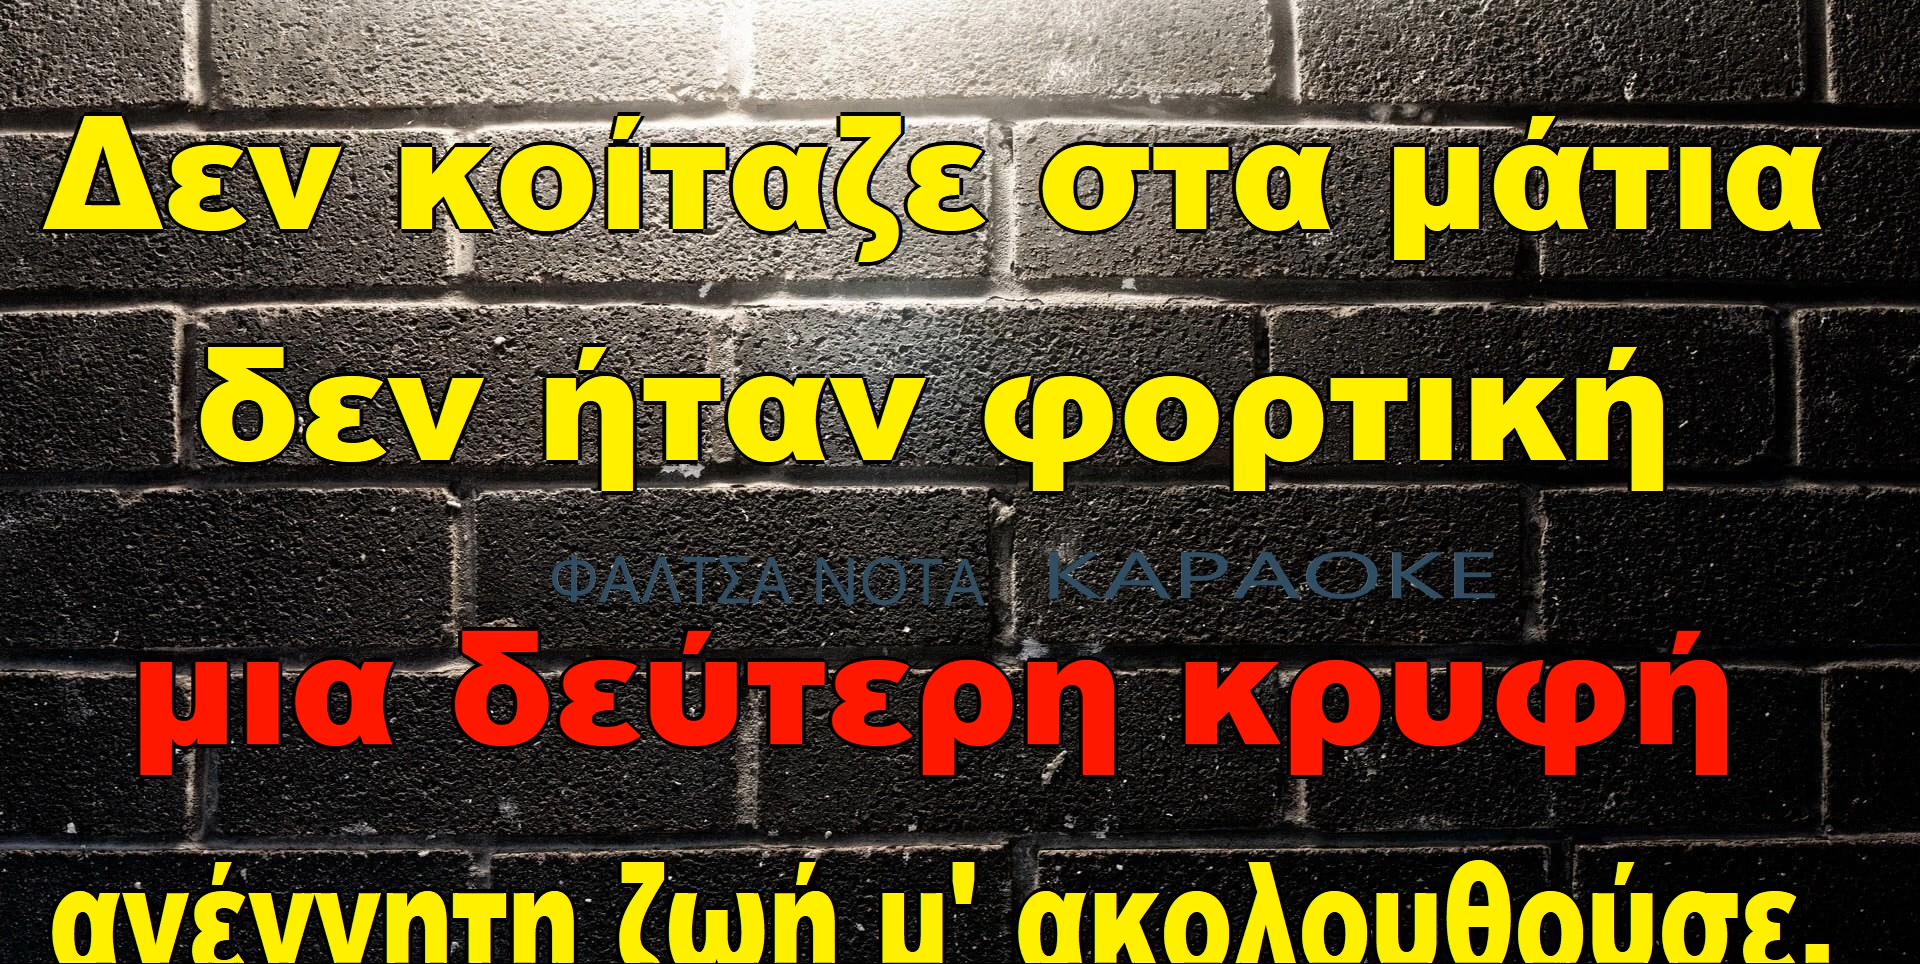 Δεν κοίταζε στα μάτια
δεν ήταν φορτική
ΦΑΛΤΣΑ ΝΟΤΑ ΚΑΡΑΟΚΕ
μια δεύτερη κρυφή
ανέννητη ζωή μ' ακολουθούσε.